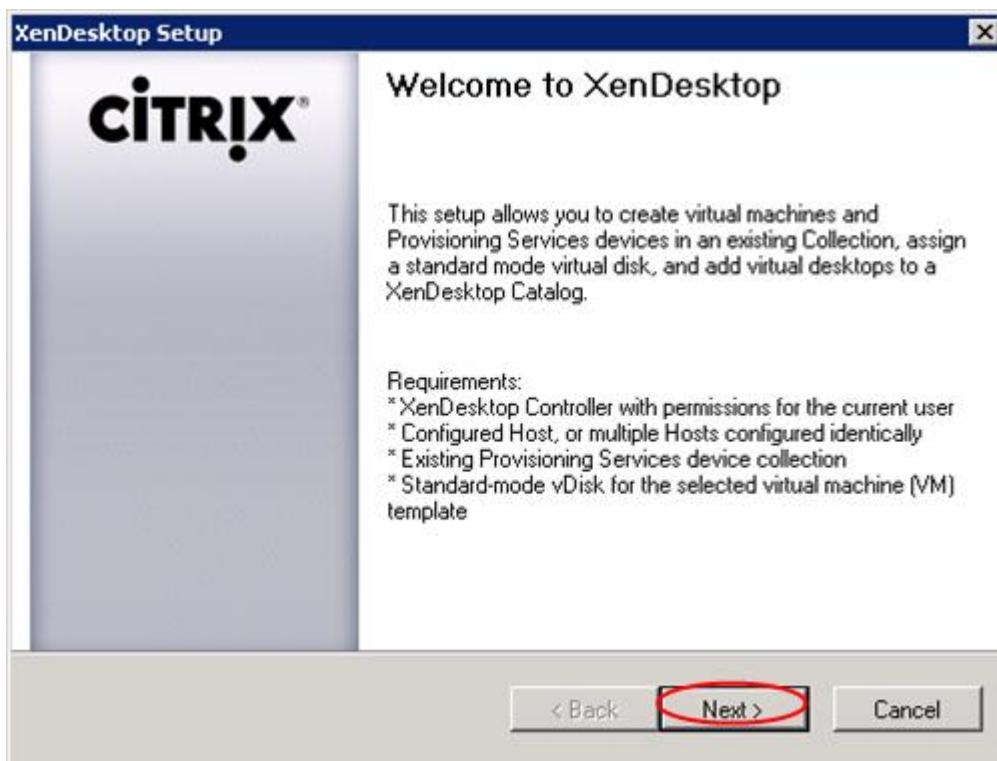 XenDesktop Setup
CİTRIX®
Welcome to XenDesktop
This setup allows you to create virtual machines and
Provisioning Services devices in an existing Collection, assign
a standard mode virtual disk, and add virtual desktops to a
XenDesktop Catalog.
Requirements:
* XenDesktop Controller with permissions for the current user
* Configured Host, or multiple Hosts configured identically
* Existing Provisioning Services device collection
* Standard-mode vDisk for the selected virtual machine (VM)
template
< Back
Next >
Cancel